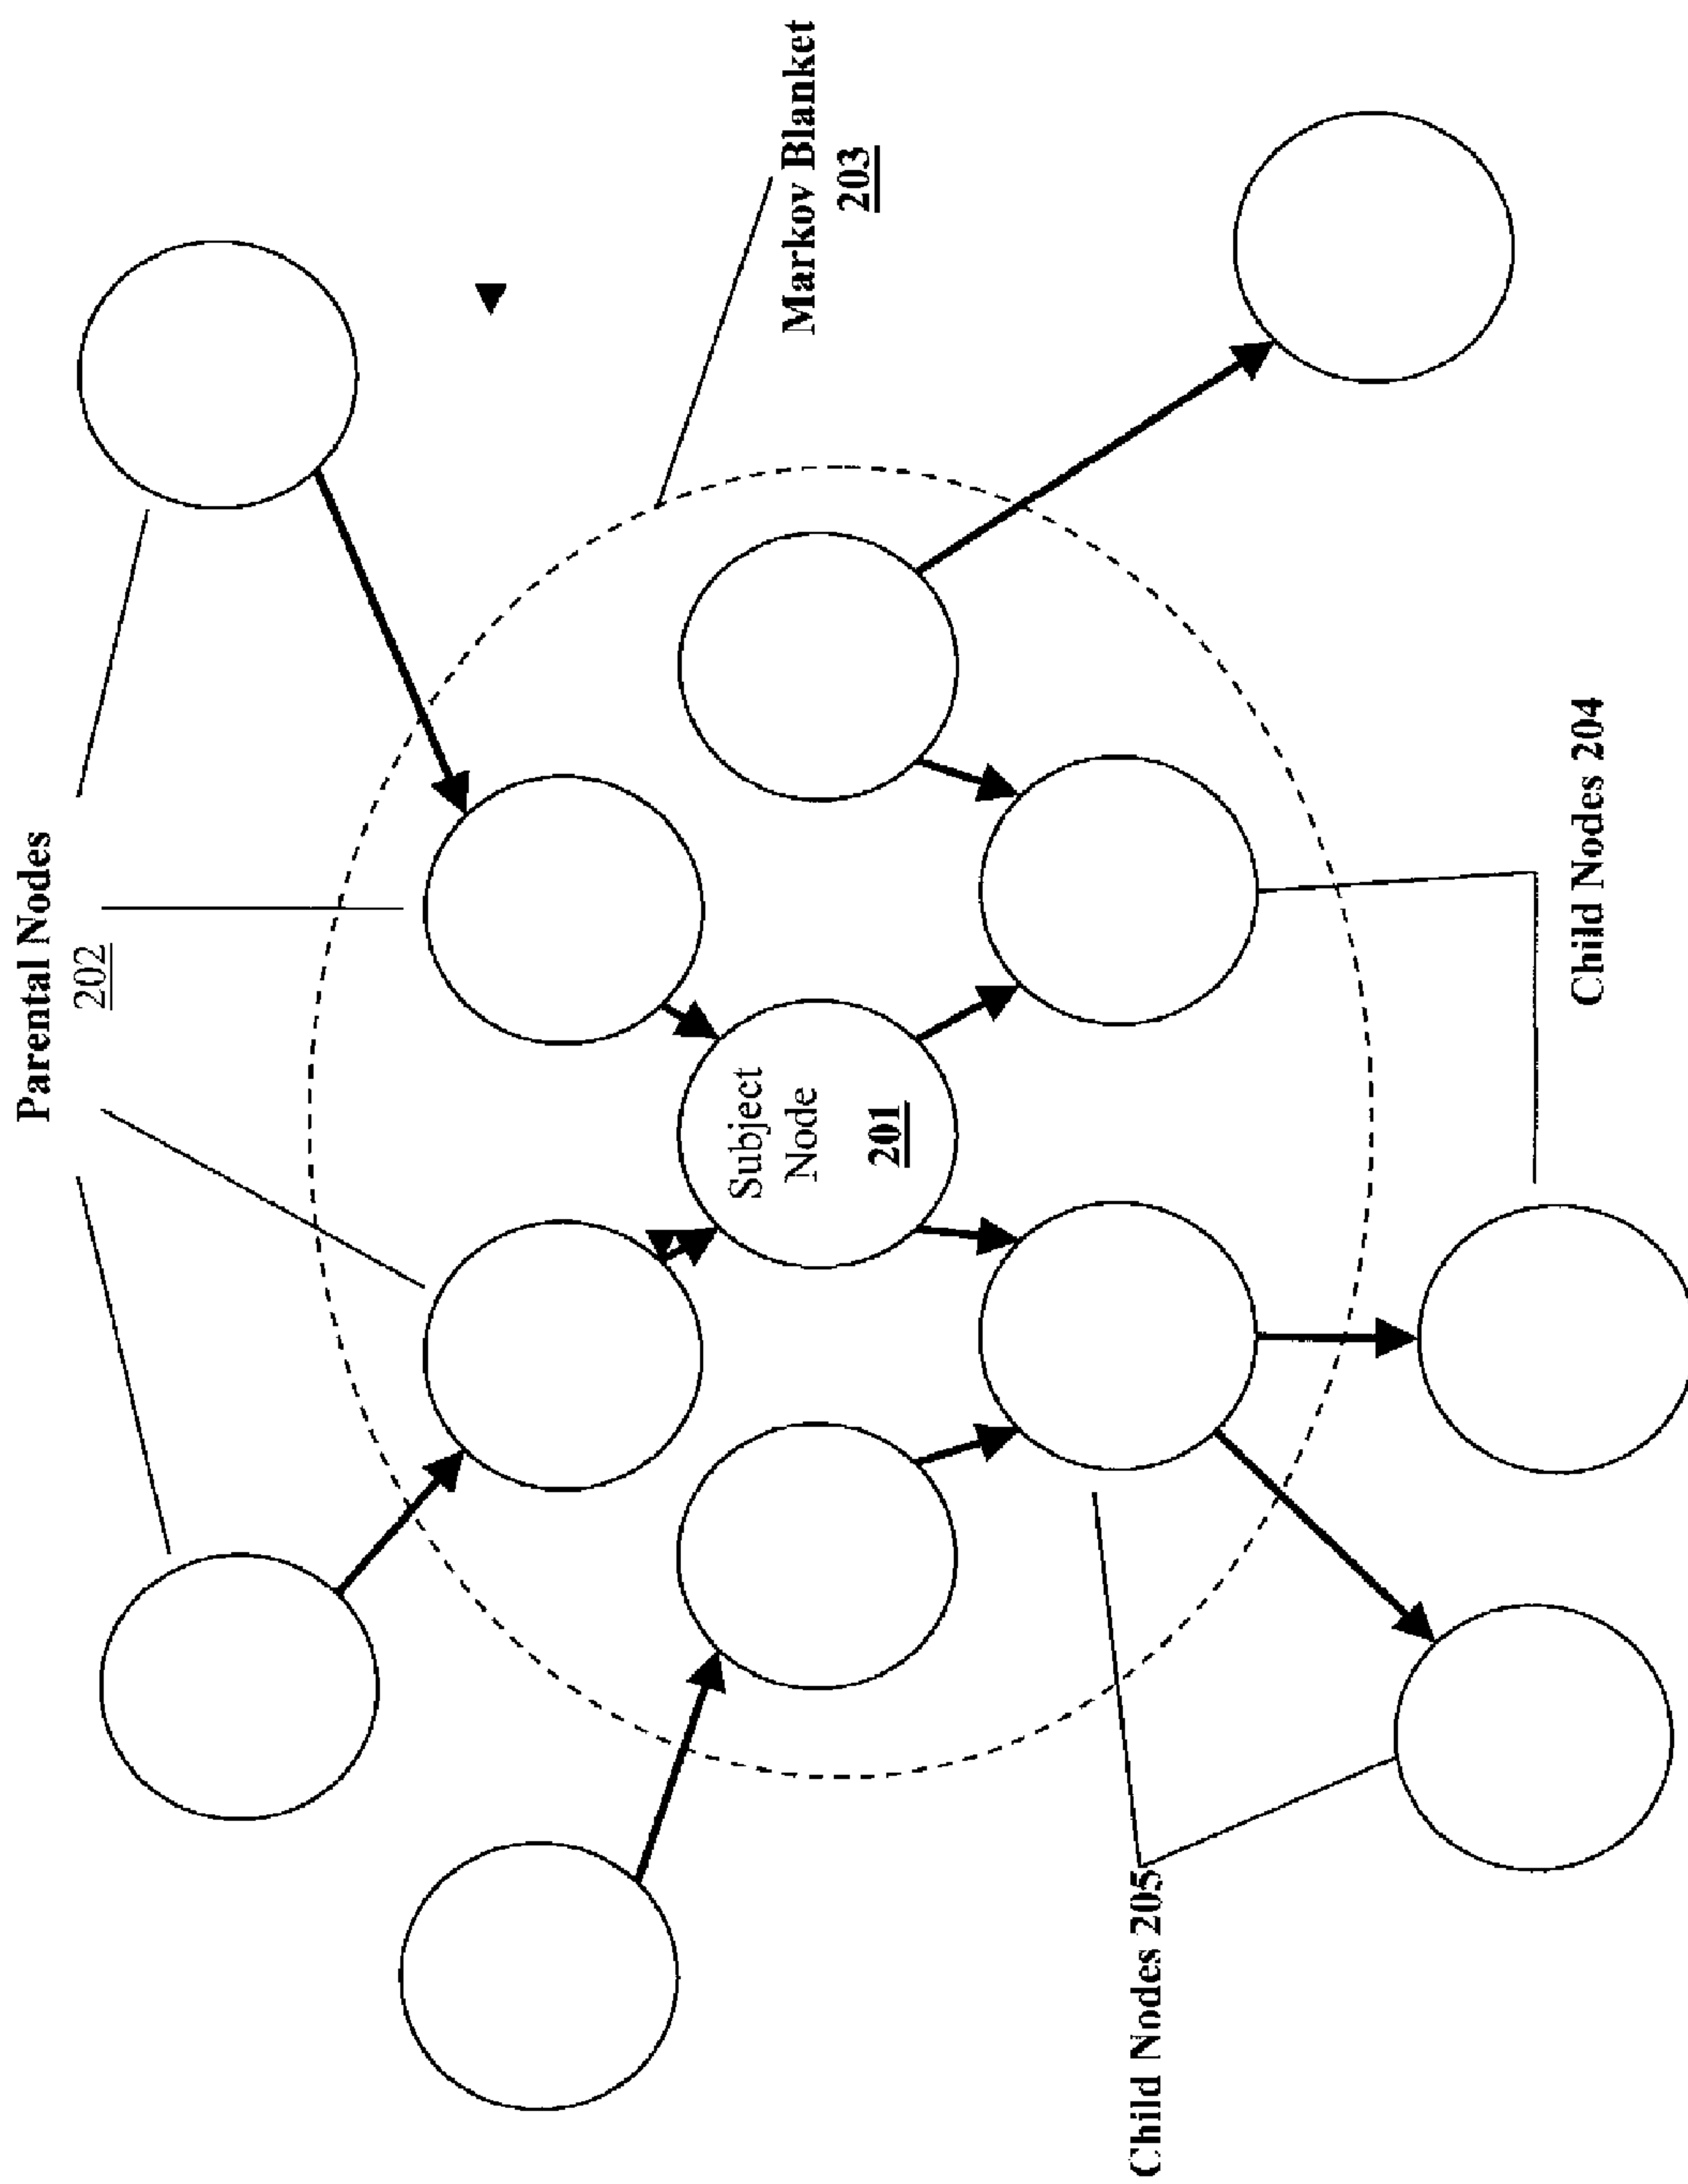 Parental Nodes
202
Markov Blanket
203
Subject
Node
201
Child Nodes 205
Child Nodes 204